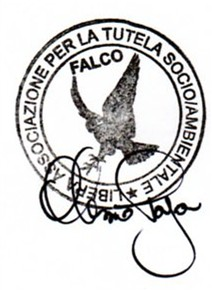 LIBERA ASSOCIAZIONE PER LA TUTELA SOCIO/AMBIENTALE ★
FALCO